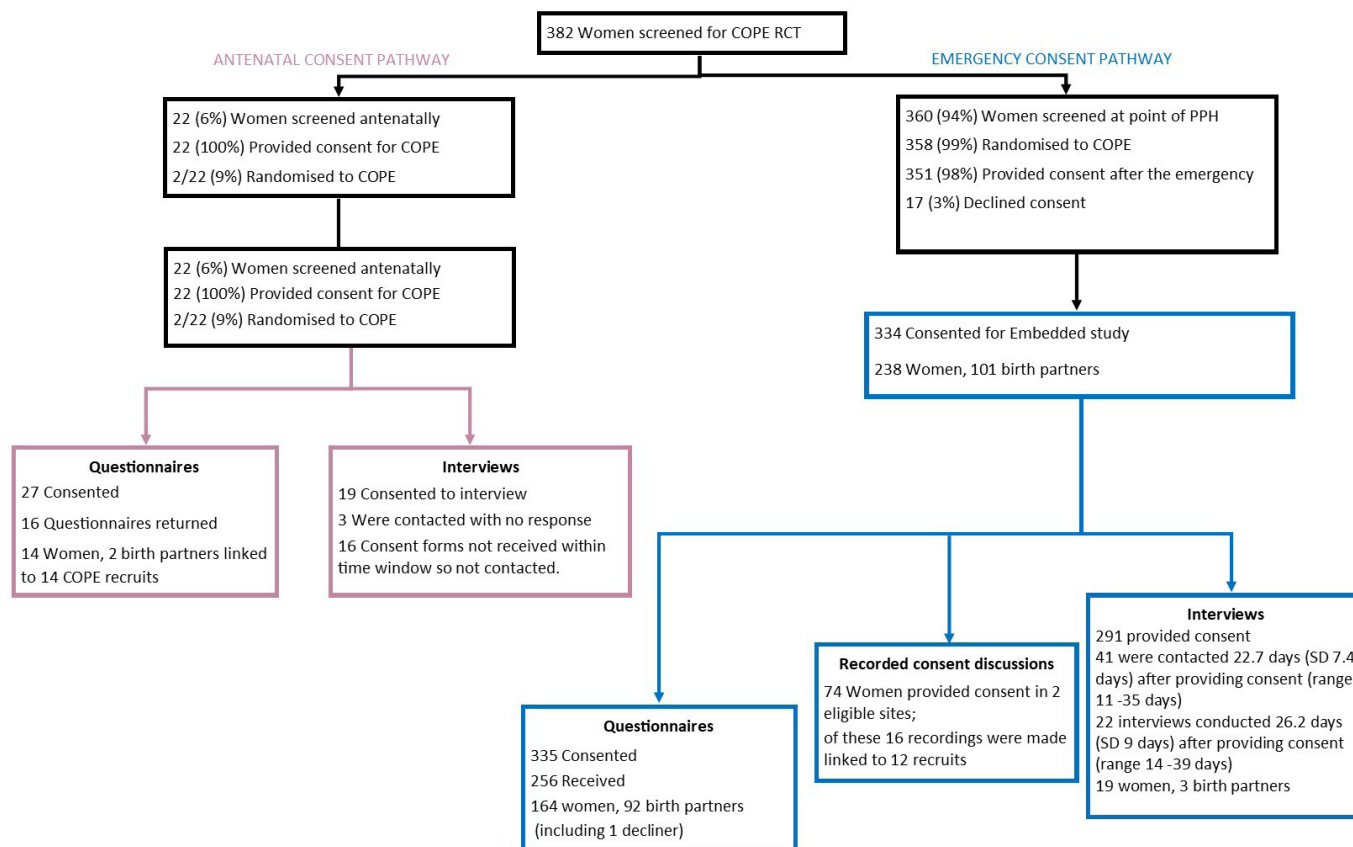 382 Women screened for COPE RCT
ANTENATAL CONSENT PATHWAY
EMERGENCY CONSENT PATHWAY
22 (6%) Women screened antenatally
22 (100%) Provided consent for COPE
2/22 (9%) Randomised to COPE
360 (94%) Women screened at point of PPH
358 (99%) Randomised to COPE
351 (98%) Provided consent after the emergency
17 (3%) Declined consent
22 (6%) Women screened antenatally
22 (100%) Provided consent for COPE
2/22 (9%) Randomised to COPE
334 Consented for Embedded study
238 Women, 101 birth partners
Questionnaires
27 Consented
16 Questionnaires returned
14 Women, 2 birth partners linked
to 14 COPE recruits
Interviews
19 Consented to interview
3 Were contacted with no response
16 Consent forms not received within
time window so not contacted.
Questionnaires
335 Consented
256 Received
164 women, 92 birth partners
(including 1 decliner)
Recorded consent discussions
74 Women provided consent in 2
eligible sites;
of these 16 recordings were made
linked to 12 recruits
Interviews
291 provided consent
41 were contacted 22.7 days (SD 7.4
days) after providing consent (range
11 -35 days)
22 interviews conducted 26.2 days
(SD 9 days) after providing consent
(range 14 -39 days)
19 women, 3 birth partners